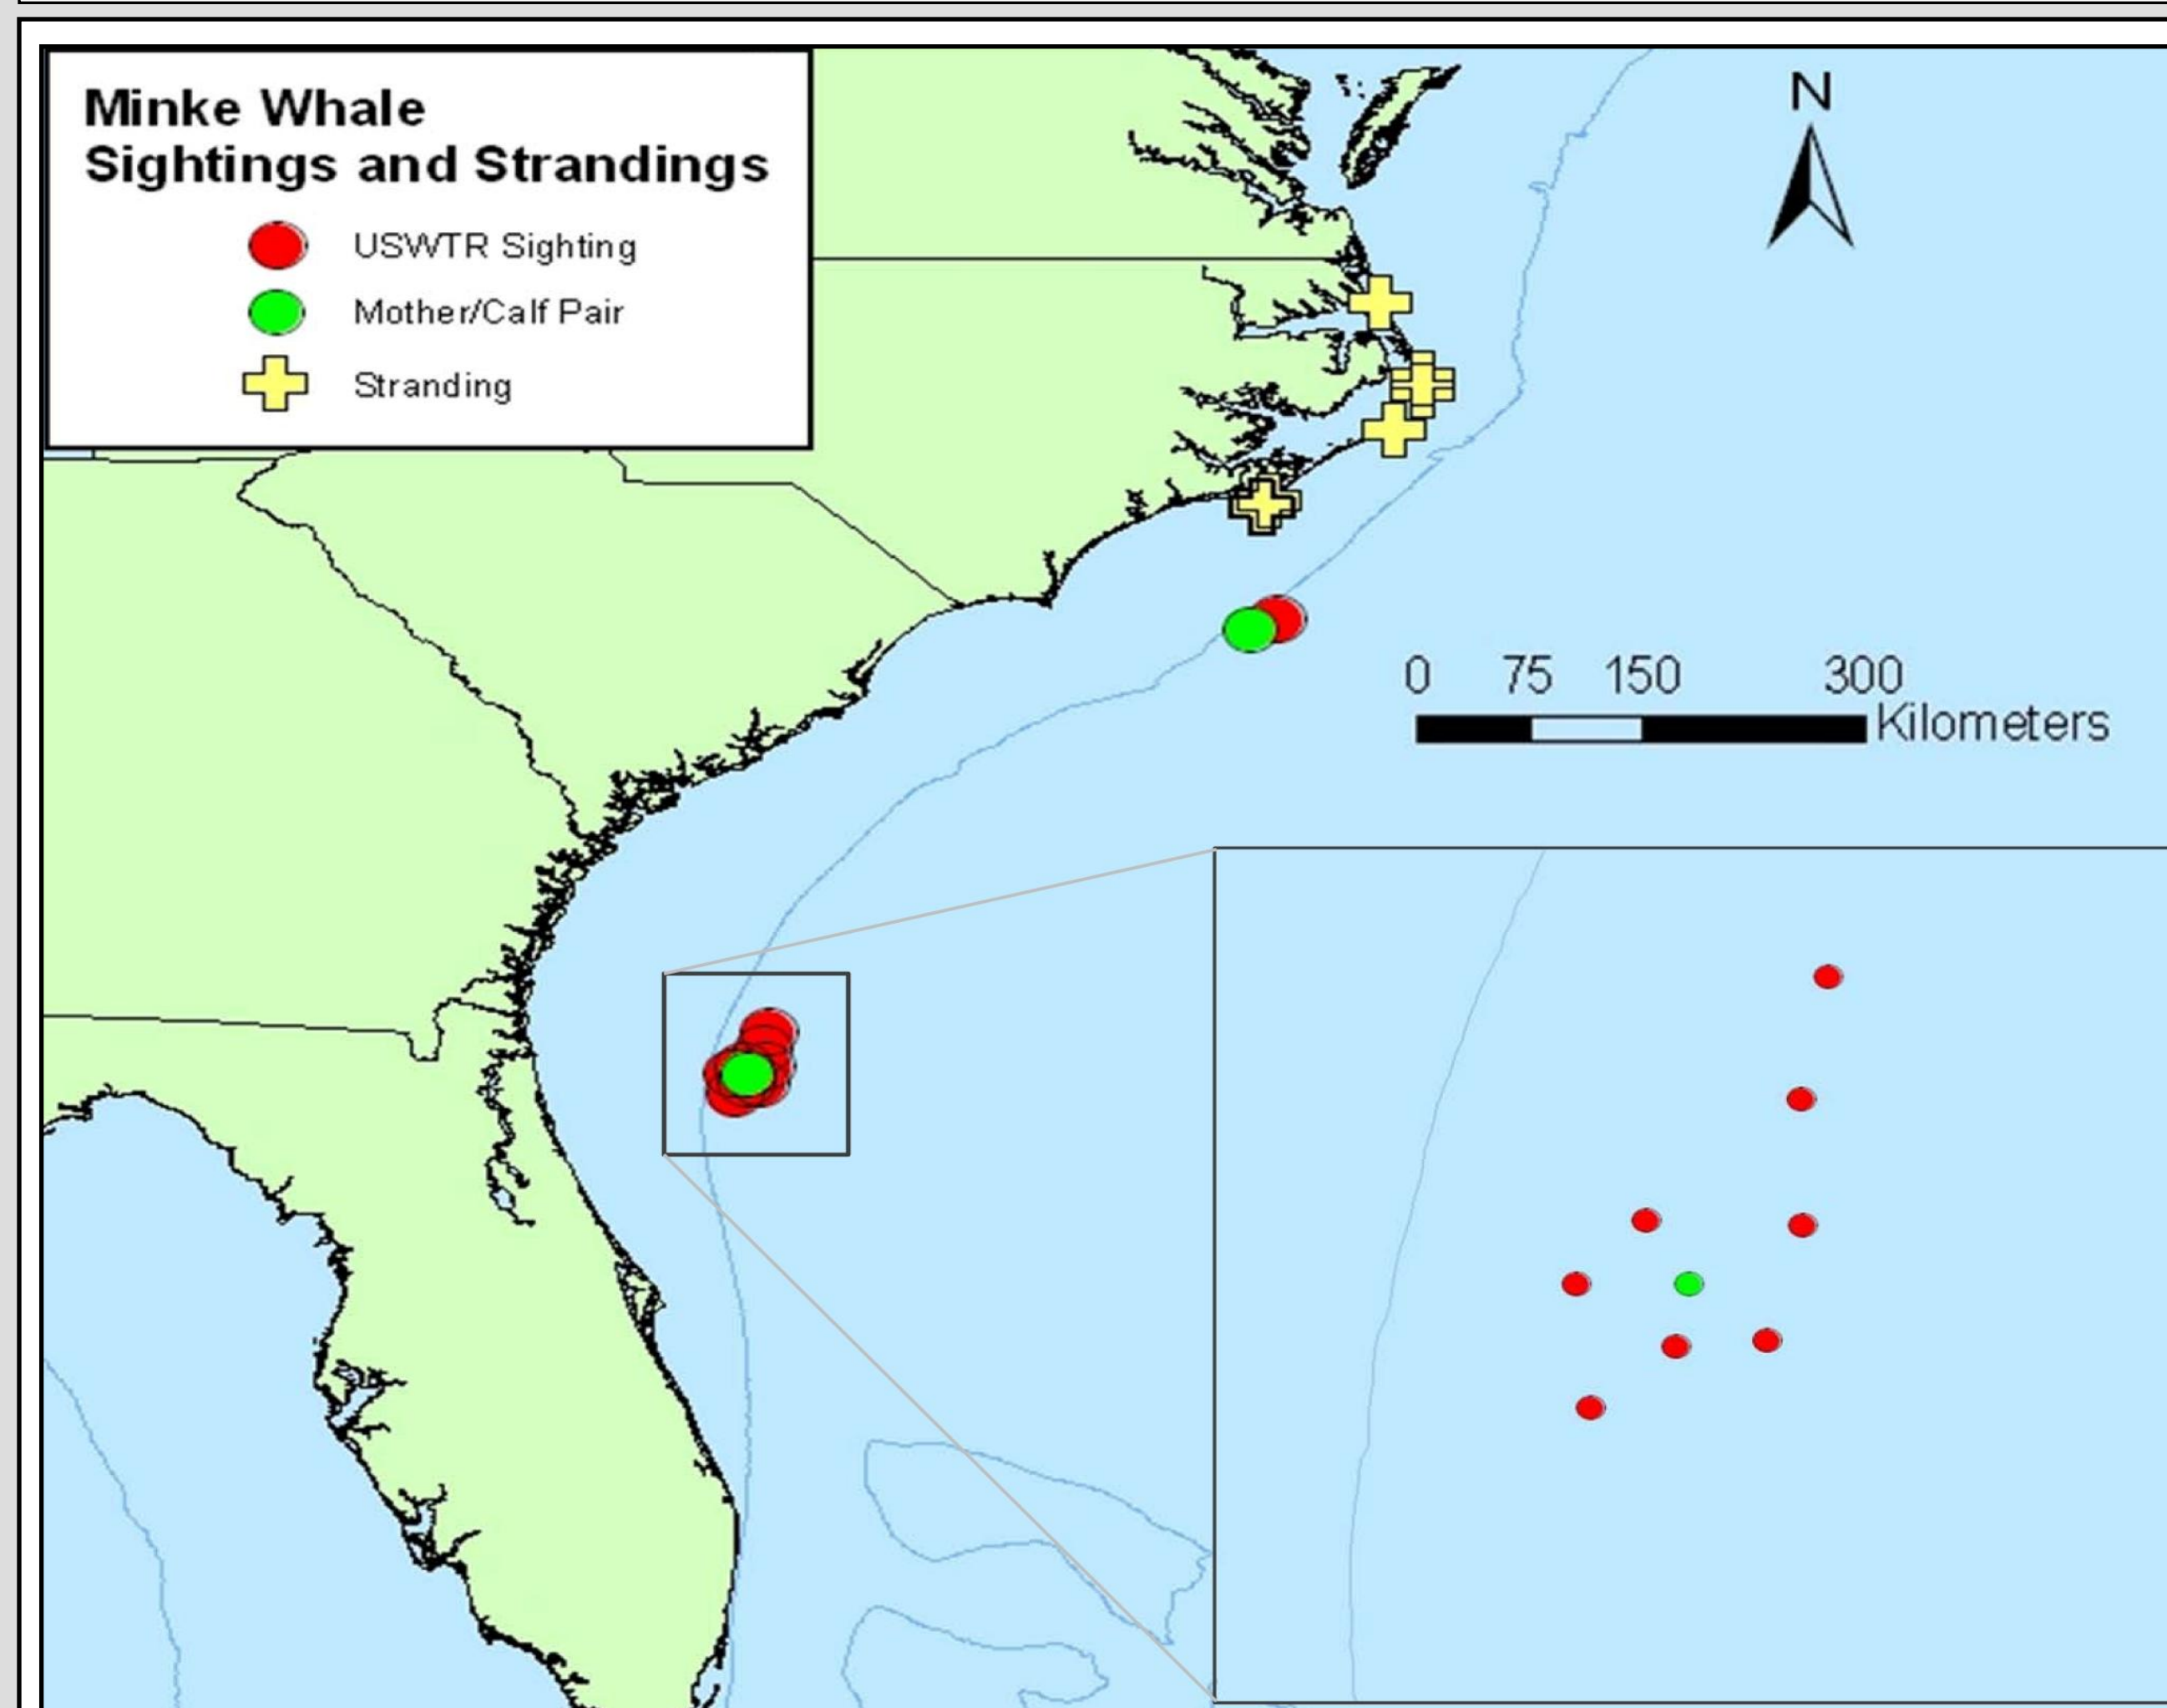 Minke Whale
Sightings and Strandings
USWTR Sighting
Mother/Calf Pair
Stranding
N
0 75 150 300
Kilometers